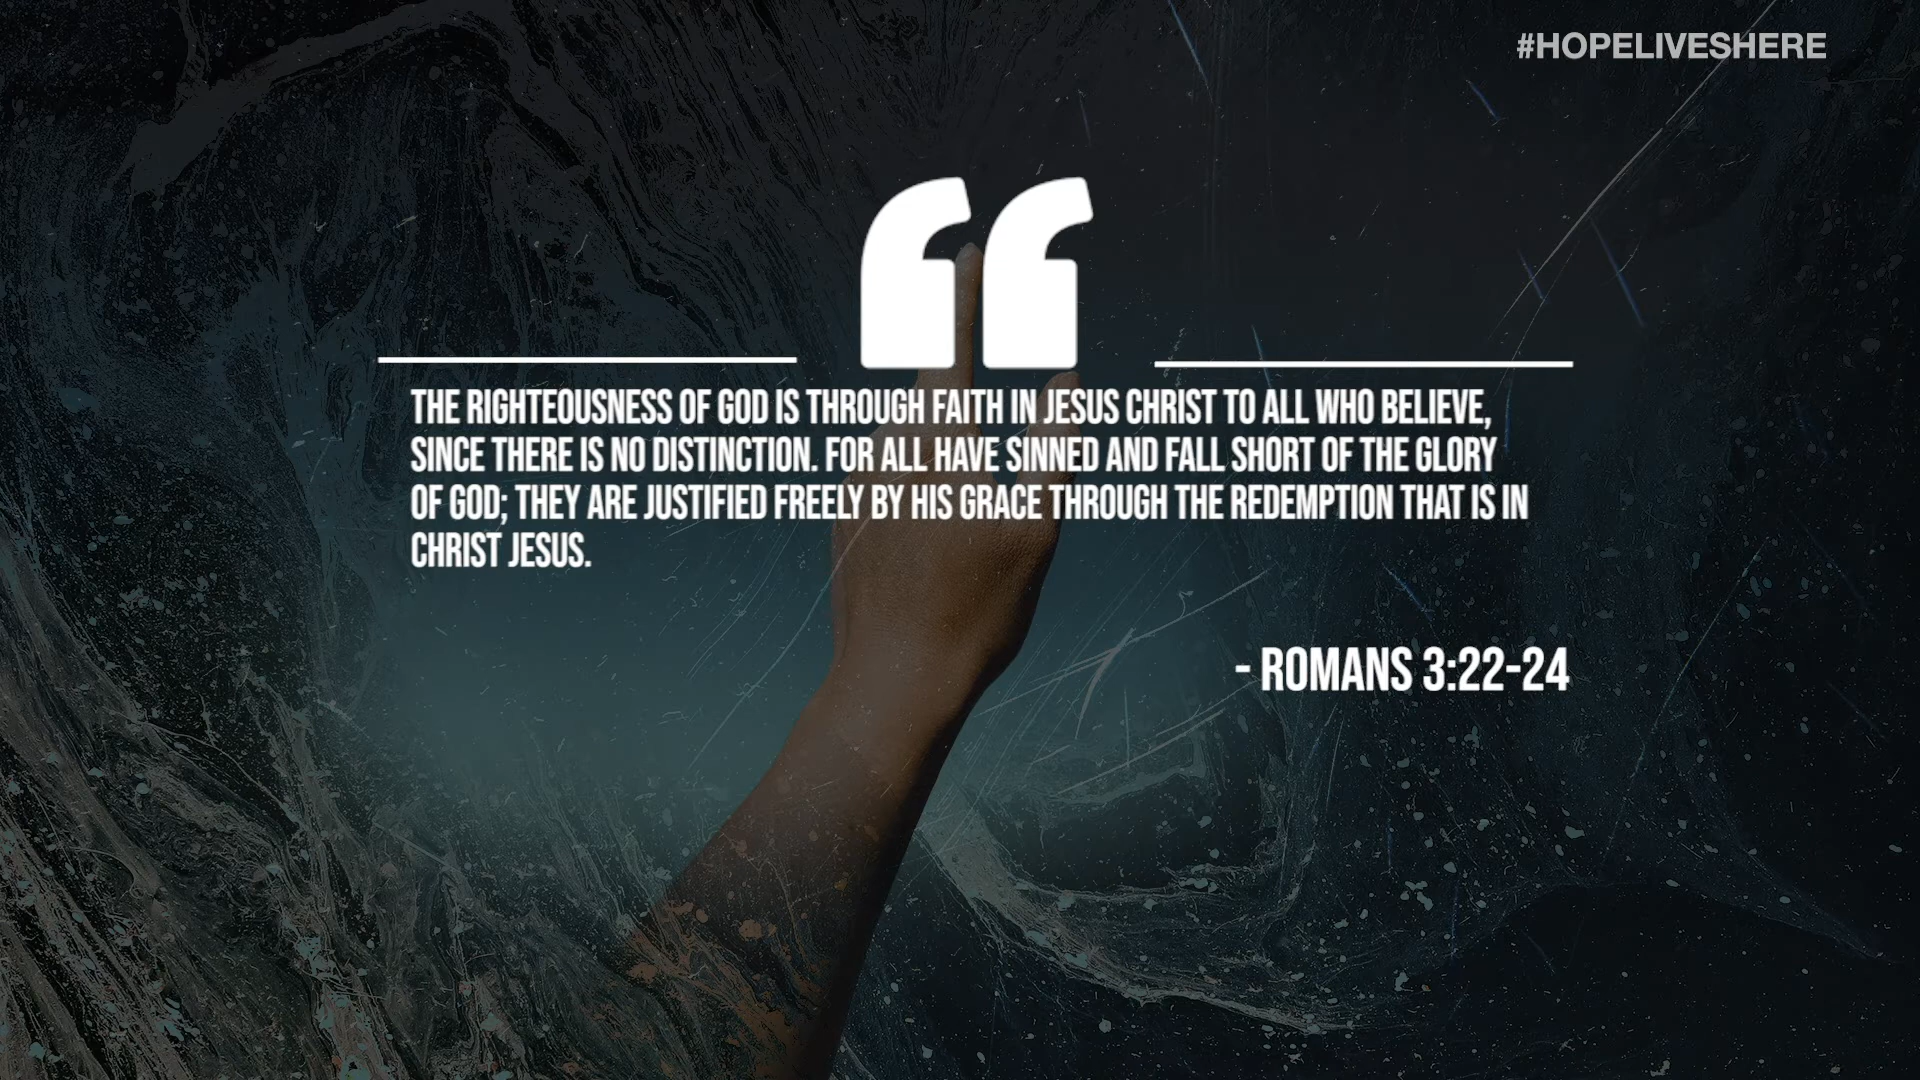 #HOPELIVESHERE
“
THE RIGHTEOUSNESS OF GOD IS THROUGH FAITH IN JESUS CHRIST TO ALL WHO BELIEVE,
SINCE THERE IS NO DISTINCTION. FOR ALL HAVE SINNED AND FALL SHORT OF THE GLORY
OF GOD; THEY ARE JUSTIFIED FREELY BY HIS GRACE THROUGH THE REDEMPTION THAT IS IN
CHRIST JESUS.
- ROMANS 3:22-24